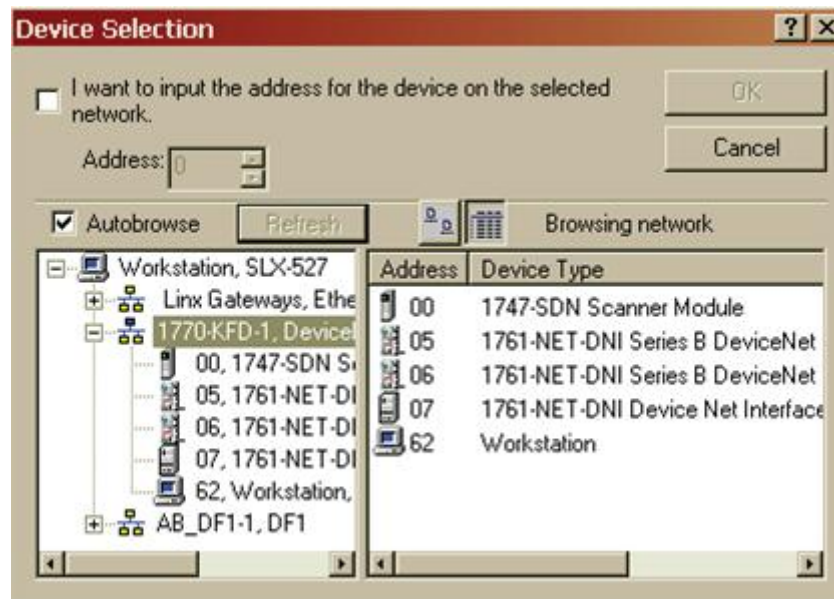 Device Selection
I want to input the address for the device on the selected
network.
OK
Address: 0
Cancel
Autobrowse
Refresh
Browsing network
Workstation, SLX-527
Linx Gateways, Ethe
1770-KFD-1, Device
00, 1747-SDN S
05, 1761-NET-D
06, 1761-NET-D
07, 1761-NET-D
62, Workstation,
AB_DF1-1, DF1
Address Device Type
00 1747-SDN Scanner Module
05 1761-NET-DNI Series B DeviceNet
06 1761-NET-DNI Series B DeviceNet
07 1761-NET-DNI Device Net Interface
62 Workstation